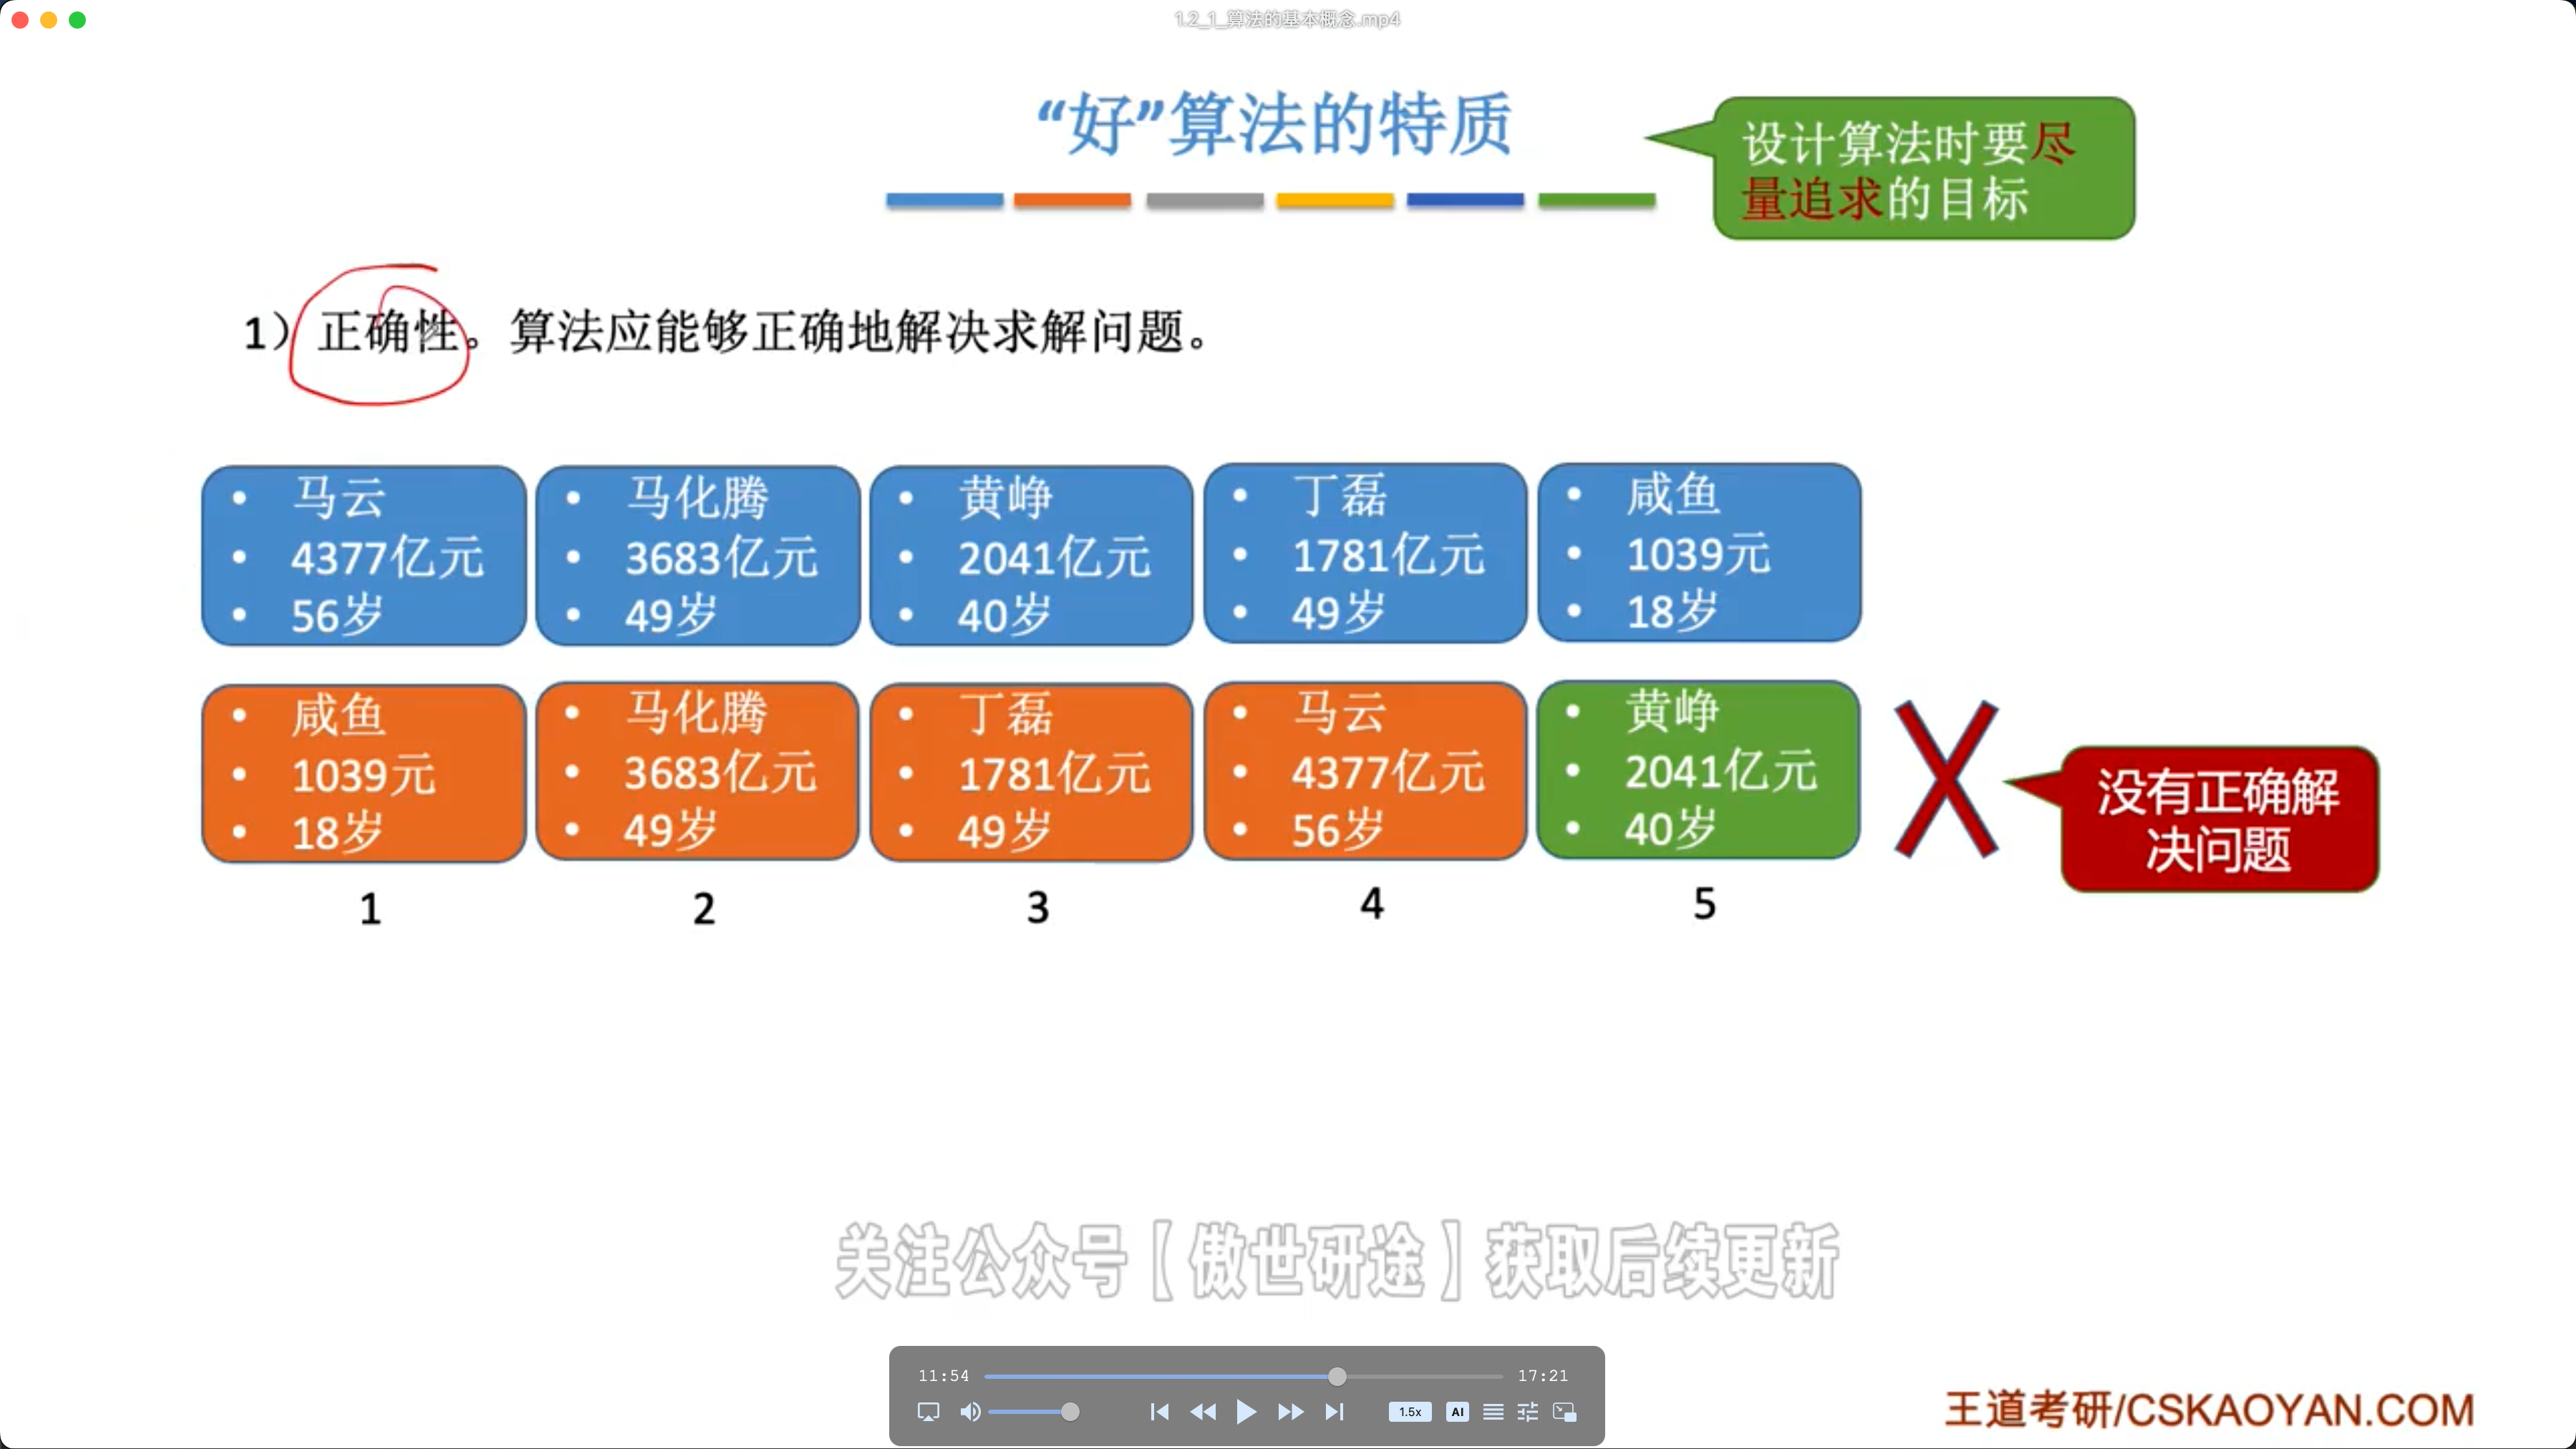 1.2_1_算法的基本概念.mp4
“好”算法的特质
设计算法时要尽
量追求的目标
1）正确性。算法应能够正确地解决求解问题。
• 马云
• 4377亿元
• 56岁
• 马化腾
• 3683亿元
• 49岁
• 黄峥
• 2041亿元
• 40岁
• 丁磊
• 1781亿元
• 49岁
• 咸鱼
• 1039元
• 18岁
• 咸鱼
• 1039元
• 18岁
• 马化腾
• 3683亿元
• 49岁
• 丁磊
• 1781亿元
• 49岁
• 马云
• 4377亿元
• 56岁
• 黄峥
• 2041亿元
• 40岁
没有正确解
决问题
1 2 3 4 5
关注公众号【傲世研途】获取后续更新
11:54 17:21
1.5x AI
王道考研/CSKAOYAN.COM